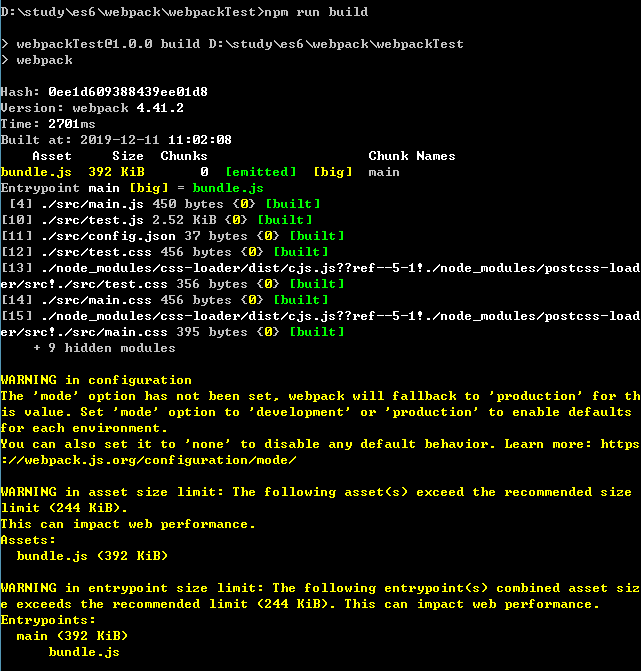 D:\study\es6\webpack\webpackTest>npm run build
> webpackTest@1.0.0 build D:\study\es6\webpack\webpackTest
> webpack
Hash: 0ee1d609388439ee01d8
Version: webpack 4.41.2
Time: 2701ms
Built at: 2019-12-11 11:02:08
    Asset     Size  Chunks                    Chunk Names
bundle.js  392 KiB       0  [emitted]  [big]  main
Entrypoint main [big] = bundle.js
 [4] ./src/main.js 450 bytes {0} [built]
[10] ./src/test.js 2.52 KiB {0} [built]
[11] ./src/config.json 37 bytes {0} [built]
[12] ./src/test.css 456 bytes {0} [built]
[13] ./node_modules/css-loader/dist/cjs.js??ref--5-1!./node_modules/postcss-load
er/src!./src/test.css 356 bytes {0} [built]
[14] ./src/main.css 456 bytes {0} [built]
[15] ./node_modules/css-loader/dist/cjs.js??ref--5-1!./node_modules/postcss-load
er/src!./src/main.css 395 bytes {0} [built]
    + 9 hidden modules
WARNING in configuration
The 'mode' option has not been set, webpack will fallback to 'production' for th
is value. Set 'mode' option to 'development' or 'production' to enable defaults
for each environment.
You can also set it to 'none' to disable any default behavior. Learn more: https
://webpack.js.org/configuration/mode/
WARNING in asset size limit: The following asset(s) exceed the recommended size
limit (244 KiB).
This can impact web performance.
Assets:
  bundle.js (392 KiB)
WARNING in entrypoint size limit: The following entrypoint(s) combined asset siz
e exceeds the recommended limit (244 KiB). This can impact web performance.
Entrypoints:
  main (392 KiB)
      bundle.js